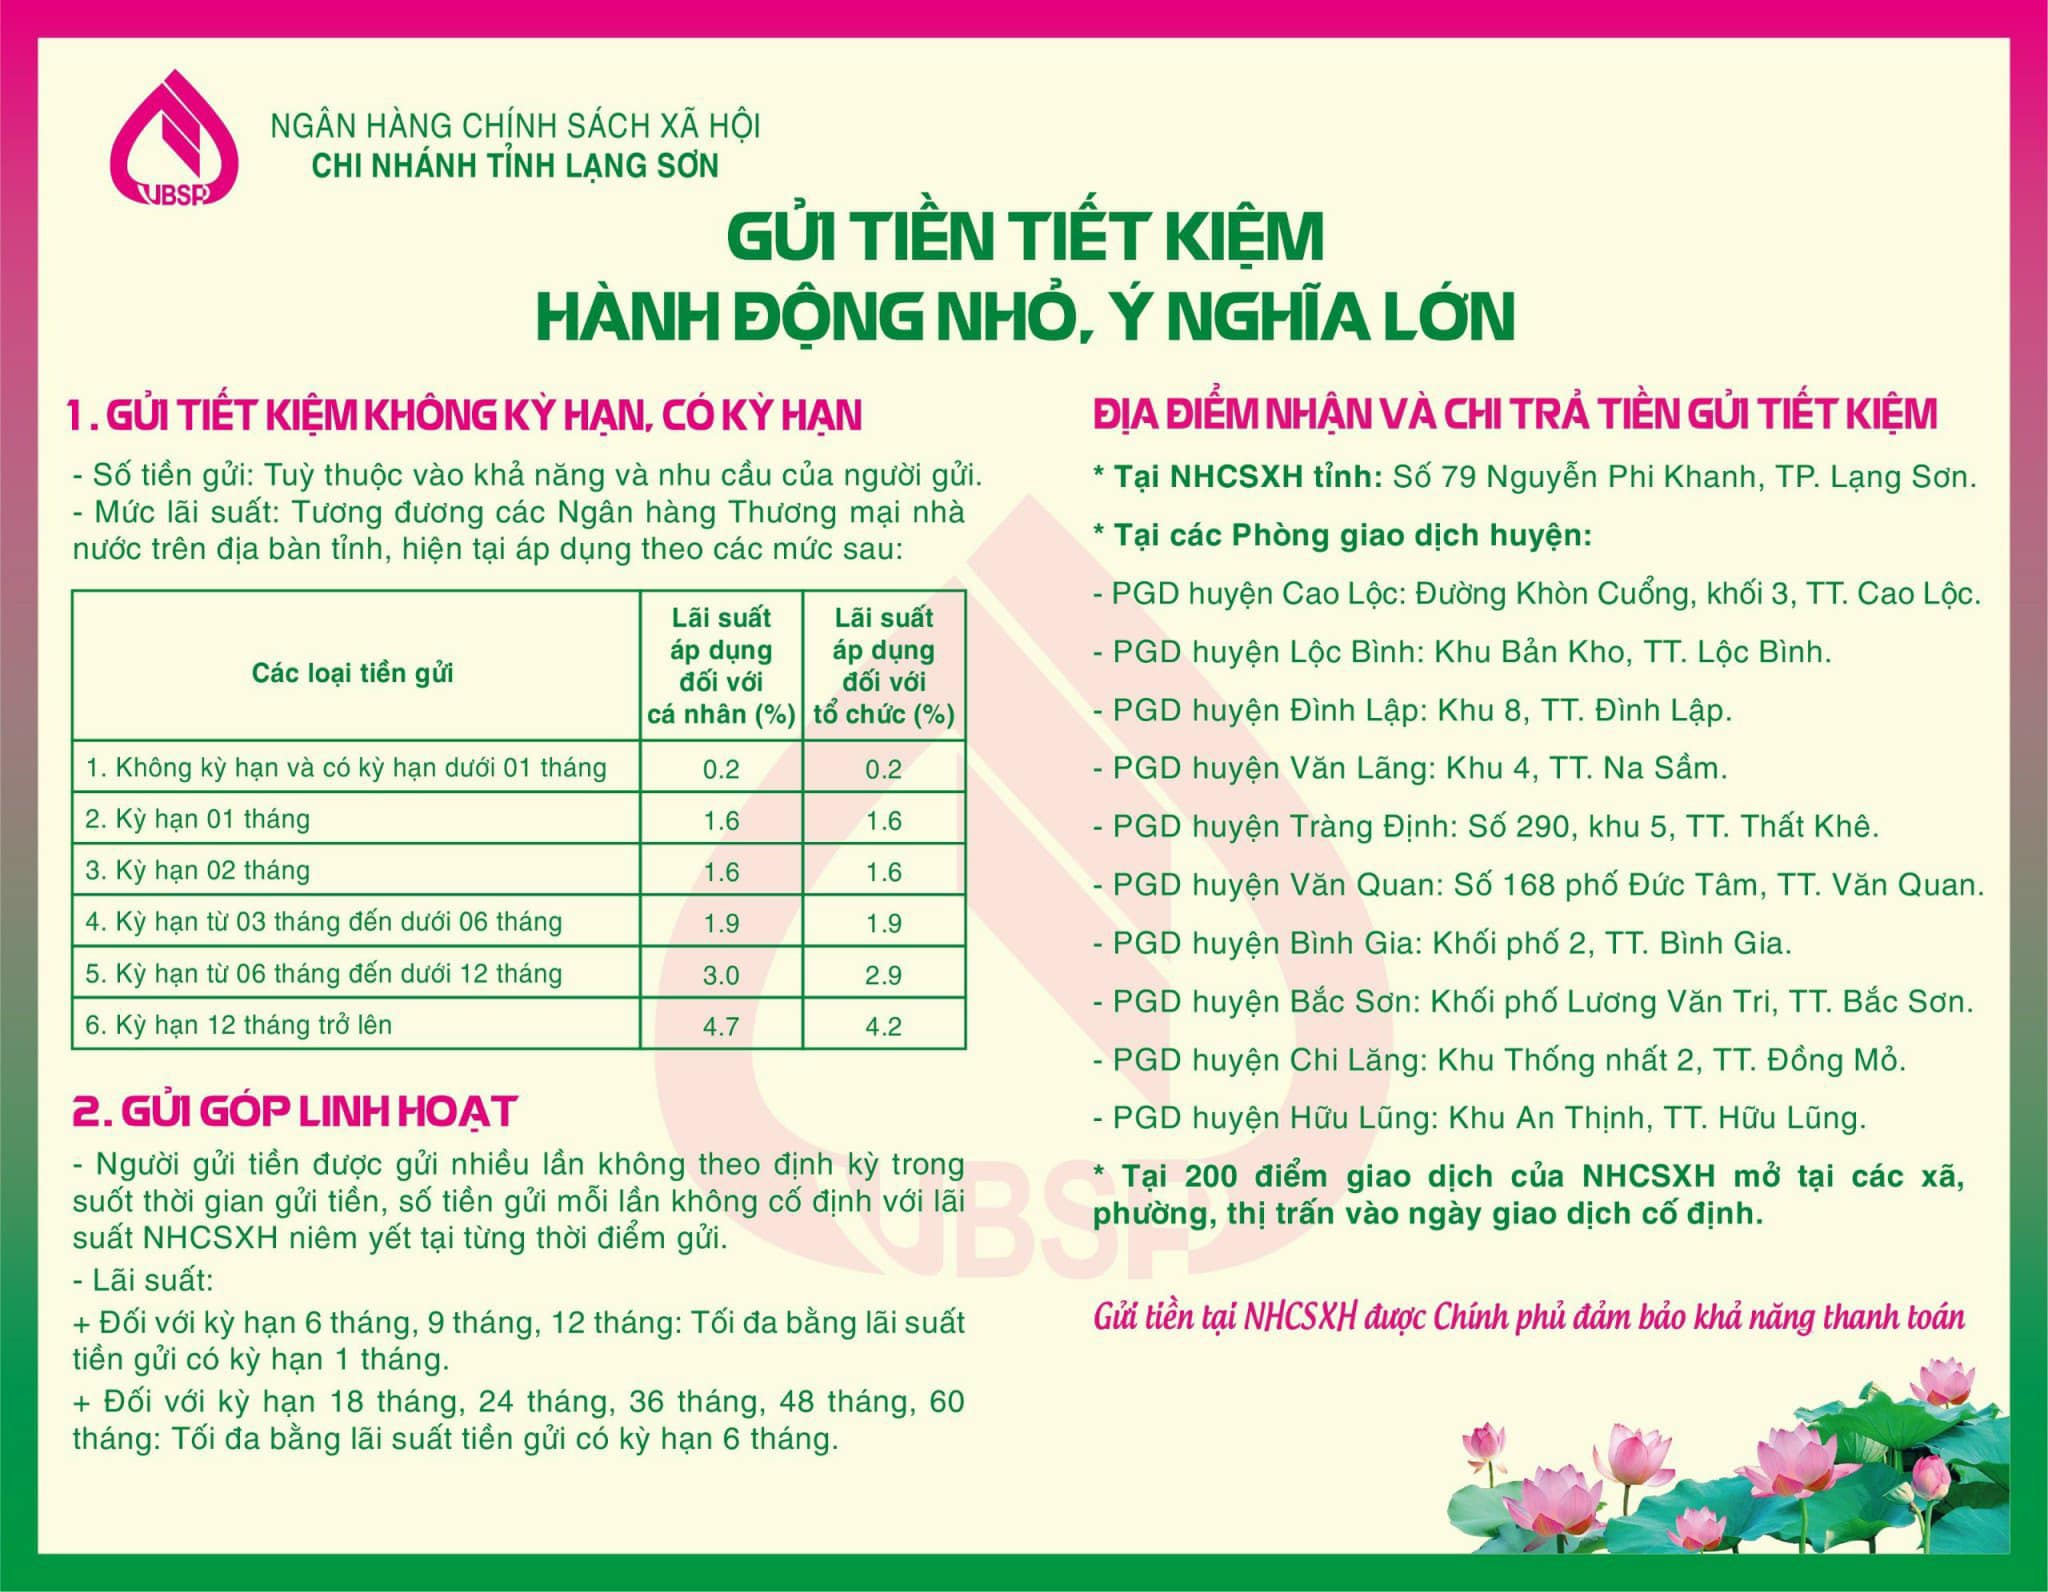 VBSP
NGÂN HÀNG CHÍNH SÁCH XÃ HỘI
CHI NHÁNH TỈNH LẠNG SƠN
GỬI TIỀN TIẾT KIỆM
HÀNH ĐỘNG NHỎ, Ý NGHĨA LỚN
1. GỬI TIẾT KIỆM KHÔNG KỲ HẠN, CÓ KỲ HẠN
- Số tiền gửi: Tuỳ thuộc vào khả năng và nhu cầu của người gửi.
- Mức lãi suất: Tương đương các Ngân hàng Thương mại nhà
nước trên địa bàn tỉnh, hiện tại áp dụng theo các mức sau:
Các loại tiền gửi
Lãi suất
áp dụng
đối với
cá nhân (%)
Lãi suất
áp dụng
đối với
tổ chức (%)
1. Không kỳ hạn và có kỳ hạn dưới 01 tháng 0.2 0.2
2. Kỳ hạn 01 tháng 1.6 1.6
3. Kỳ hạn 02 tháng 1.6 1.6
4. Kỳ hạn từ 03 tháng đến dưới 06 tháng 1.9 1.9
5. Kỳ hạn từ 06 tháng đến dưới 12 tháng 3.0 2.9
6. Kỳ hạn 12 tháng trở lên 4.7 4.2
2. GỬI GÓP LINH HOẠT
- Người gửi tiền được gửi nhiều lần không theo định kỳ trong
suốt thời gian gửi tiền, số tiền gửi mỗi lần không cố định với lãi
suất NHCSXH niêm yết tại từng thời điểm gửi.
- Lãi suất:
+ Đối với kỳ hạn 6 tháng, 9 tháng, 12 tháng: Tối đa bằng lãi suất
tiền gửi có kỳ hạn 1 tháng.
+ Đối với kỳ hạn 18 tháng, 24 tháng, 36 tháng, 48 tháng, 60
tháng: Tối đa bằng lãi suất tiền gửi có kỳ hạn 6 tháng.
ĐỊA ĐIỂM NHẬN VÀ CHI TRẢ TIỀN GỬI TIẾT KIỆM
* Tại NHCSXH tỉnh: Số 79 Nguyễn Phi Khanh, TP. Lạng Sơn.
* Tại các Phòng giao dịch huyện:
- PGD huyện Cao Lộc: Đường Khòn Cuổng, khối 3, TT. Cao Lộc.
- PGD huyện Lộc Bình: Khu Bản Kho, TT. Lộc Bình.
- PGD huyện Đình Lập: Khu 8, TT. Đình Lập.
- PGD huyện Văn Lãng: Khu 4, TT. Na Sầm.
- PGD huyện Tràng Định: Số 290, khu 5, TT. Thất Khê.
- PGD huyện Văn Quan: Số 168 phố Đức Tâm, TT. Văn Quan.
- PGD huyện Bình Gia: Khối phố 2, TT. Bình Gia.
- PGD huyện Bắc Sơn: Khối phố Lương Văn Tri, TT. Bắc Sơn.
- PGD huyện Chi Lăng: Khu Thống nhất 2, TT. Đồng Mỏ.
- PGD huyện Hữu Lũng: Khu An Thịnh, TT. Hữu Lũng.
* Tại 200 điểm giao dịch của NHCSXH mở tại các xã,
phường, thị trấn vào ngày giao dịch cố định.
Gửi tiền tại NHCSXH được Chính phủ đảm bảo khả năng thanh toán
VBSP